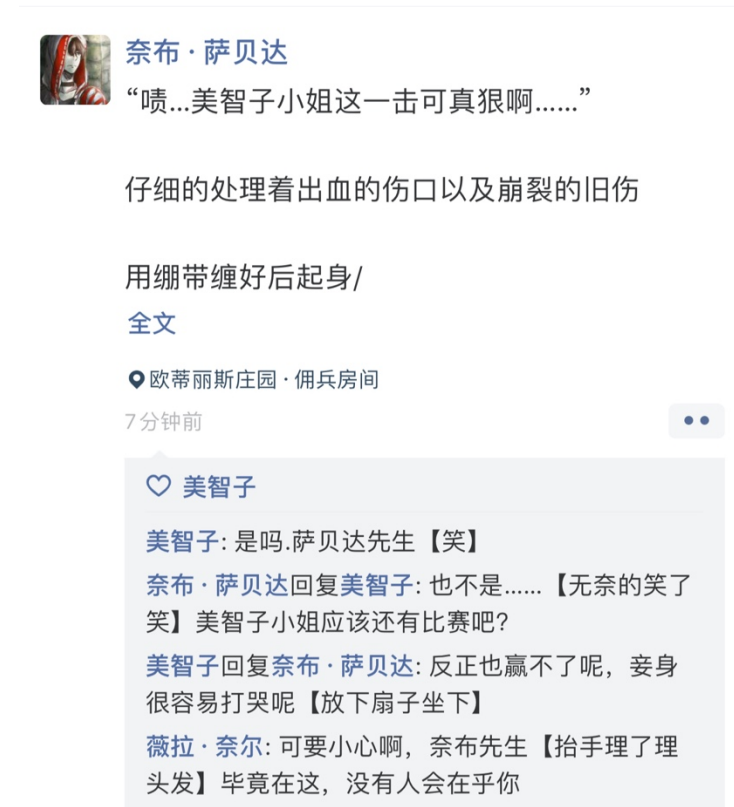 奈布·萨贝达
“啧...美智子小姐这一击可真狠啊……”
仔细的处理着出血的伤口以及崩裂的旧伤
用绷带缠好后起身/
全文
欧蒂丽斯庄园·佣兵房间
7分钟前
美智子
美智子: 是吗.萨贝达先生【笑】
奈布·萨贝达回复美智子: 也不是……【无奈的笑了
笑】美智子小姐应该还有比赛吧?
美智子回复奈布·萨贝达: 反正也赢不了呢，妾身
很容易打哭呢【放下扇子坐下】
薇拉·奈尔: 可要小心啊，奈布先生【抬手理了理
头发】毕竟在这，没有人会在乎你